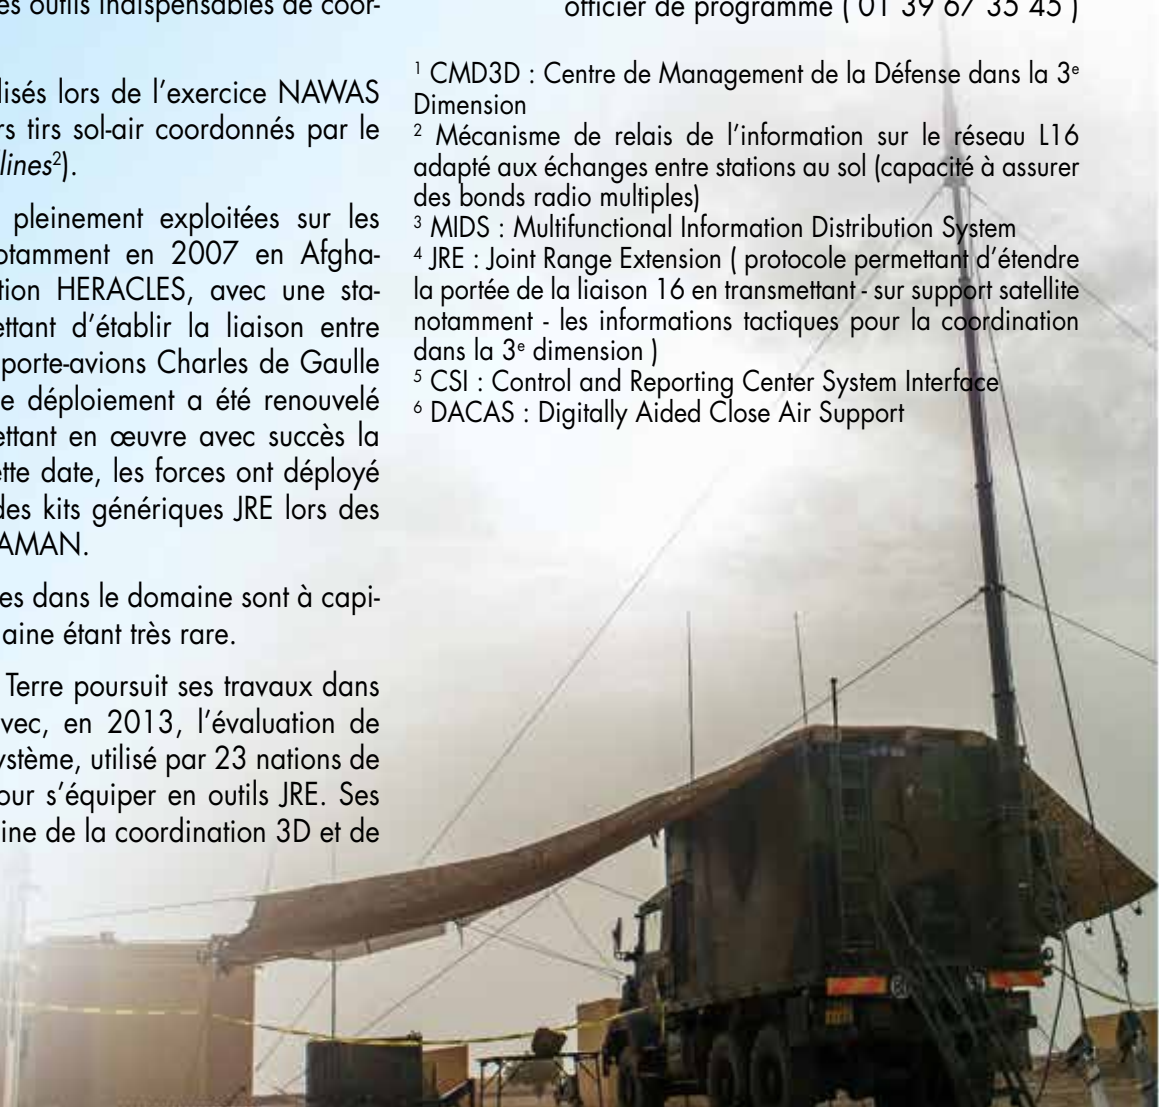 es outils indispensables de coor-
lisés lors de l'exercice NAWAS
rs tirs sol-air coordonnés par le
lines²).
pleinement exploitées sur les
otamment en 2007 en Afgha-
tion HERACLES, avec une sta-
ettant d'établir la liaison entre
porte-avions Charles de Gaulle
e déploiement a été renouvelé
ettant en œuvre avec succès la
ette date, les forces ont déployé
des kits génériques JRE lors des
AMAN.
es dans le domaine sont à capi-
aine étant très rare.
Terre poursuit ses travaux dans
vec, en 2013, l'évaluation de
ystème, utilisé par 23 nations de
our s'équiper en outils JRE. Ses
ine de la coordination 3D et de
officier de programme ( 01 39 67 35 45 )
¹ CMD3D : Centre de Management de la Défense dans la 3ᵉ
Dimension
² Mécanisme de relais de l'information sur le réseau L16
adapté aux échanges entre stations au sol (capacité à assurer
des bonds radio multiples)
³ MIDS : Multifunctional Information Distribution System
⁴ JRE : Joint Range Extension ( protocole permettant d'étendre
la portée de la liaison 16 en transmettant - sur support satellite
notamment - les informations tactiques pour la coordination
dans la 3ᵉ dimension )
⁵ CSI : Control and Reporting Center System Interface
⁶ DACAS : Digitally Aided Close Air Support